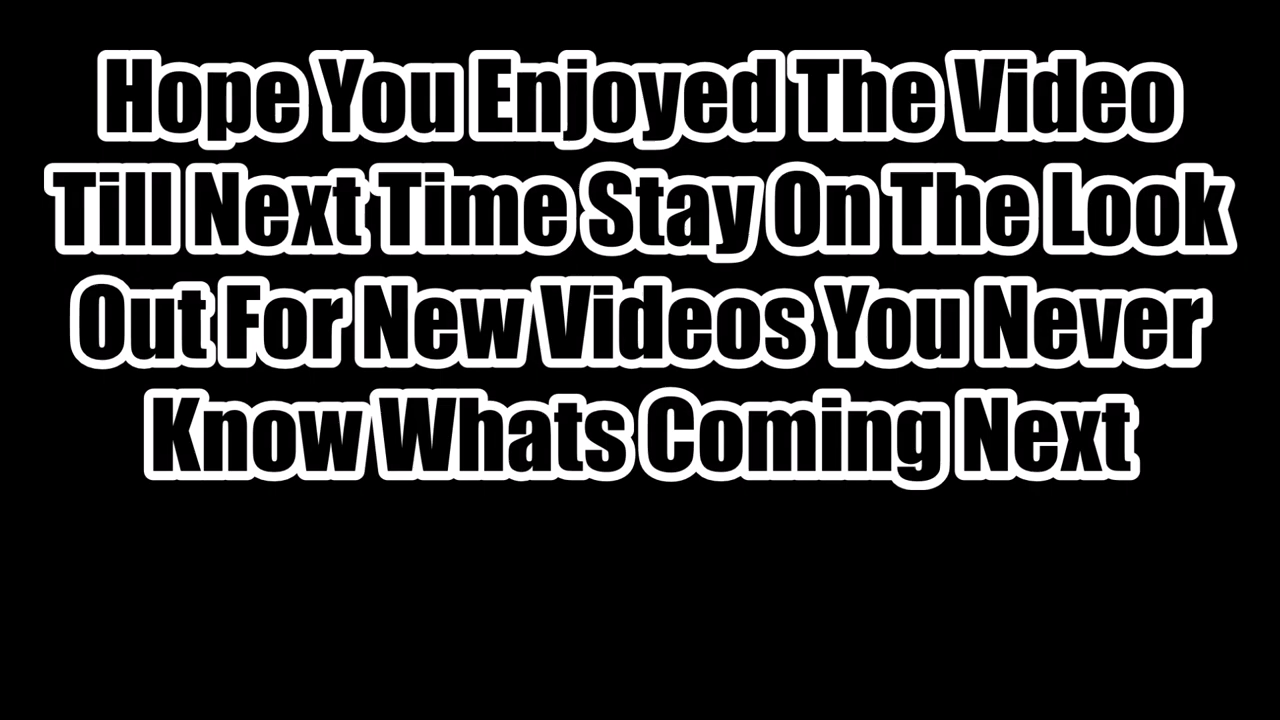 Hope You Enjoyed The Video
Till Next Time Stay On The Look
Out For New Videos You Never
Know Whats Coming Next